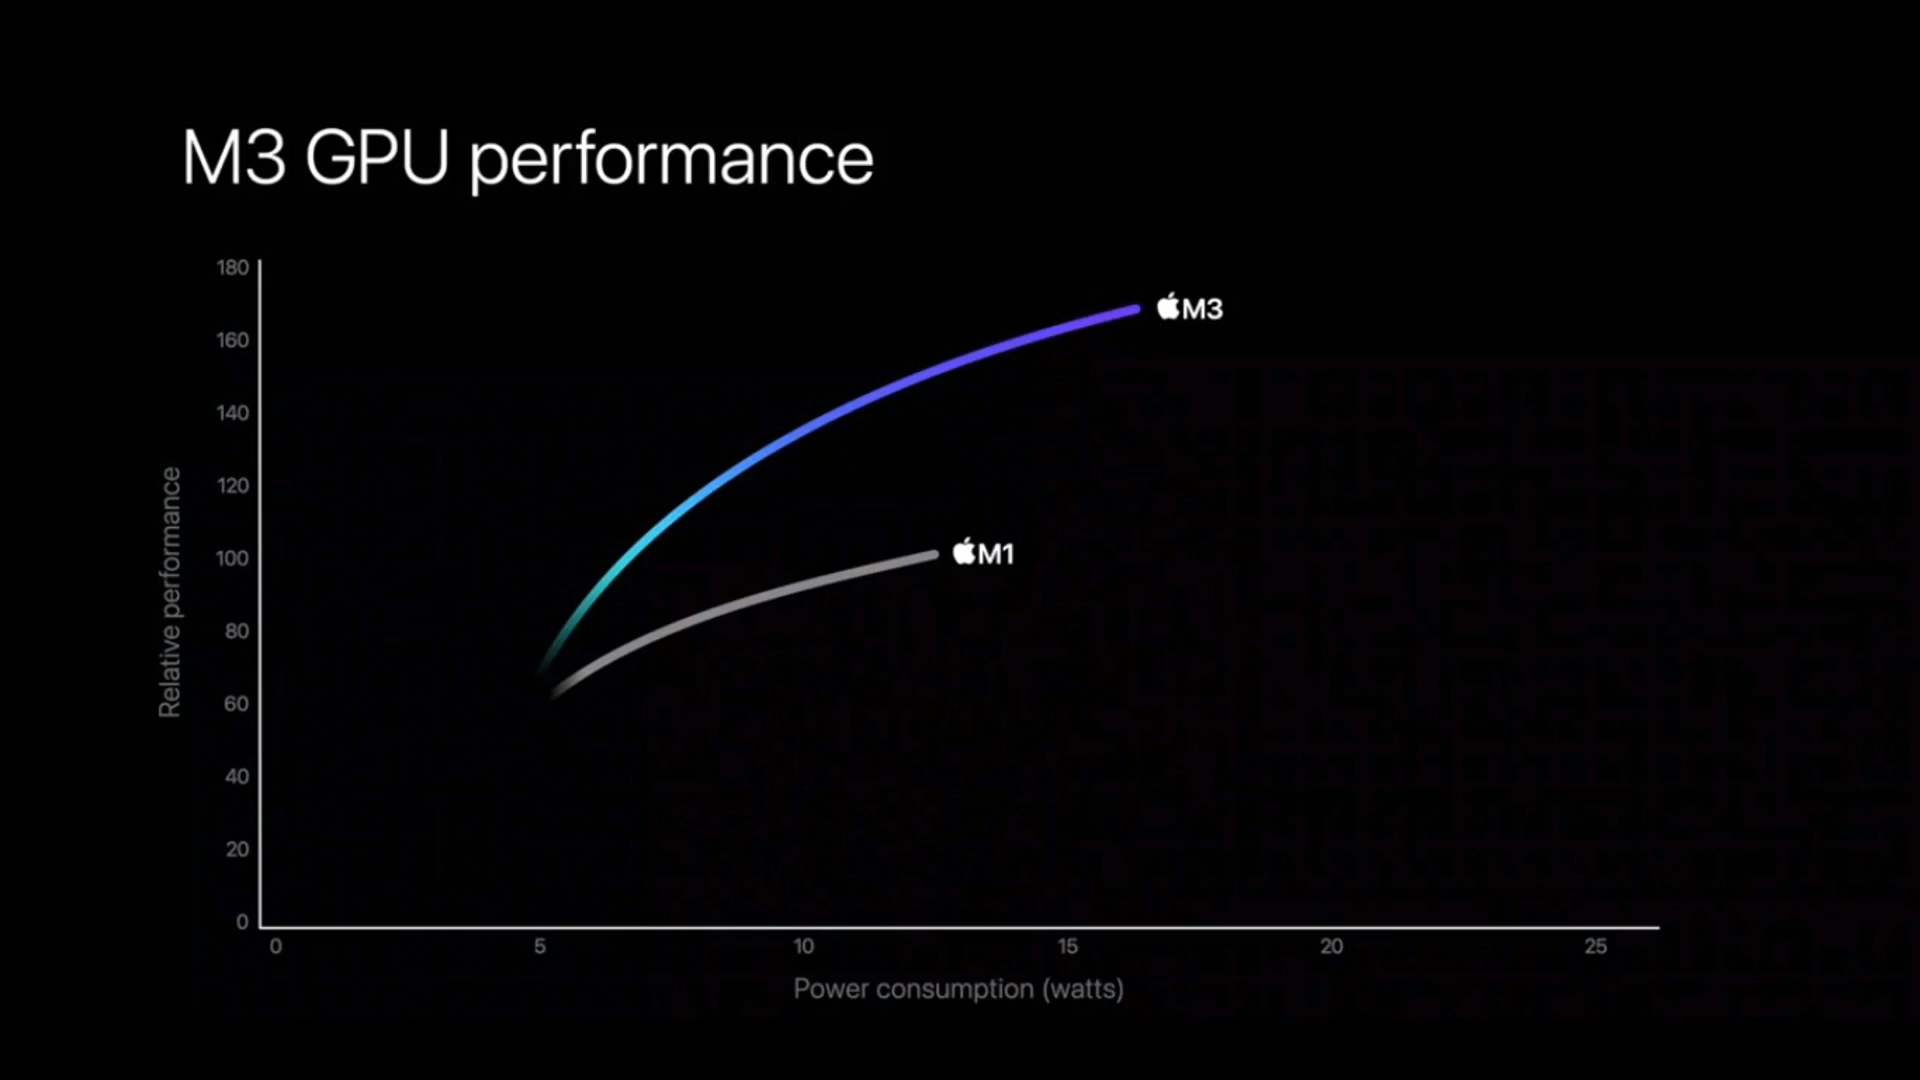 M3 GPU performance
180
160
140
120
100
80
60
40
20
0
Relative performance
M3
M1
0 5 10 15 20 25
Power consumption (watts)